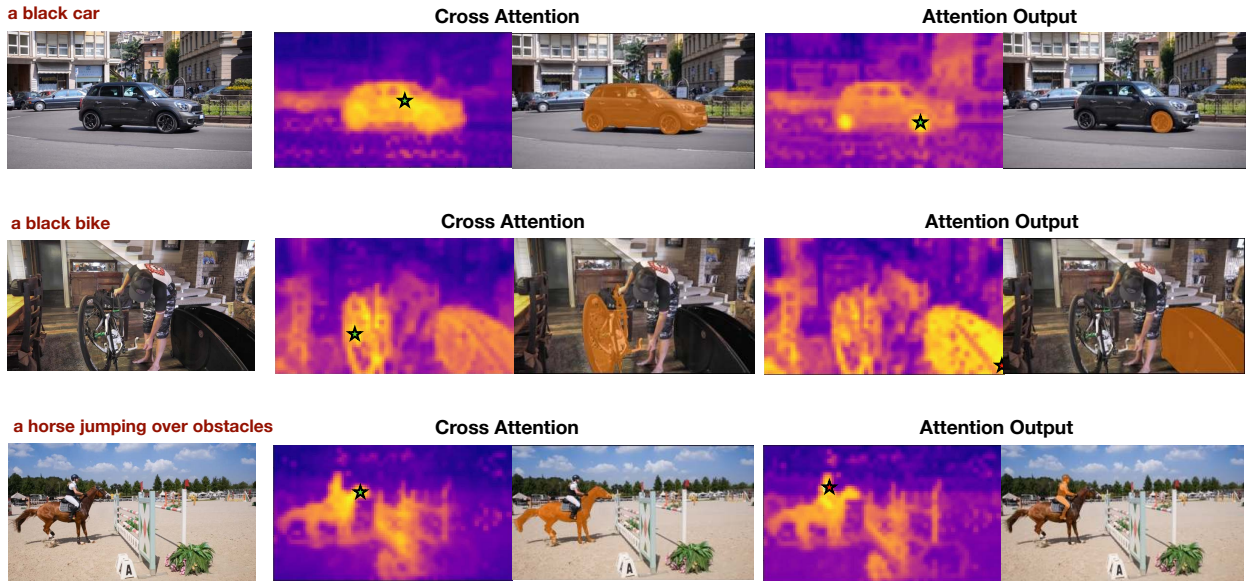 a black car
Cross Attention
Attention Output
a black bike
Cross Attention
Attention Output
a horse jumping over obstacles
Cross Attention
Attention Output
A
A
A